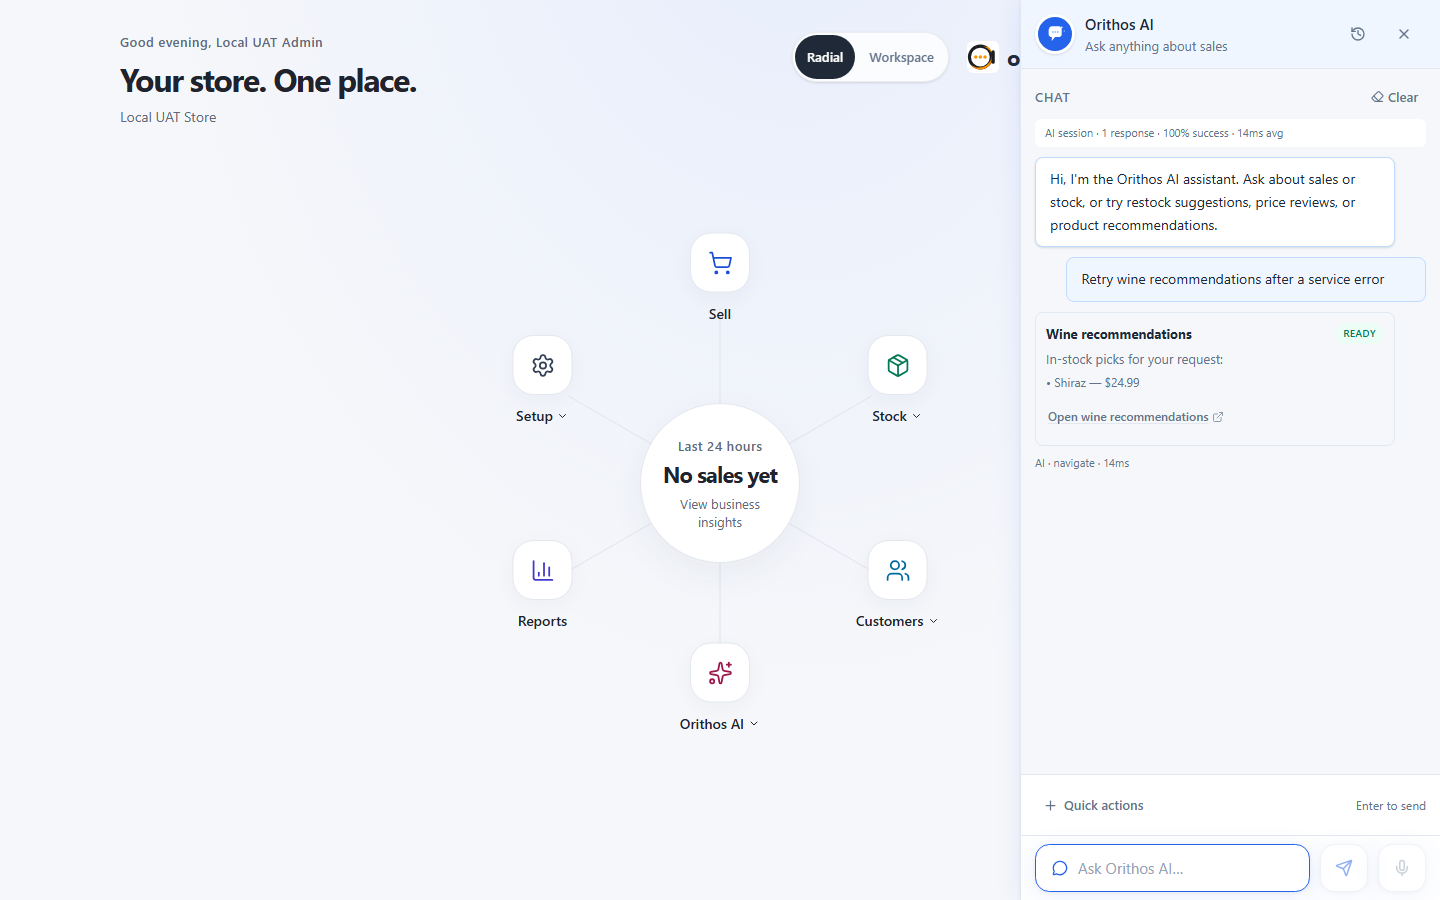 Good evening, Local UAT Admin
Your store. One place.
Local UAT Store
Radial
Workspace
Sell
Setup
Stock
Last 24 hours
No sales yet
View business
insights
Reports
Customers
Orithos AI
Orithos AI
Ask anything about sales
CHAT
Clear
AI session · 1 response · 100% success · 14ms avg
Hi, I'm the Orithos AI assistant. Ask about sales or
stock, or try restock suggestions, price reviews, or
product recommendations.
Retry wine recommendations after a service error
Wine recommendations
READY
In-stock picks for your request:
• Shiraz — $24.99
Open wine recommendations
AI · navigate · 14ms
Quick actions
Enter to send
Ask Orithos AI...